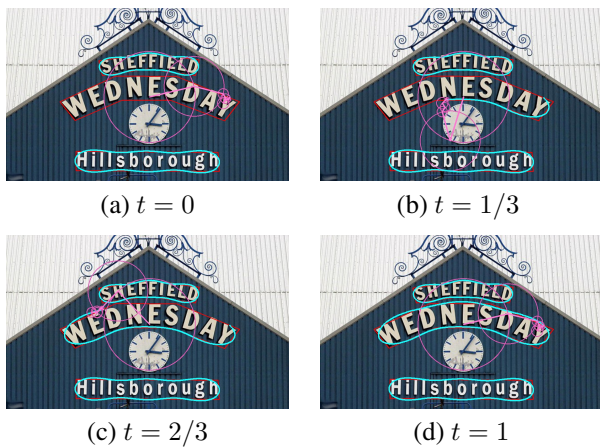 SHEFFIELD
WEDNESDAY
Hillsborough
(a) t = 0
SHEFFIELD
WEDNESDAY
Hillsborough
(b) t = 1/3
SHEFFIELD
WEDNESDAY
Hillsborough
(c) t = 2/3
SHEFFIELD
WEDNESDAY
Hillsborough
(d) t = 1